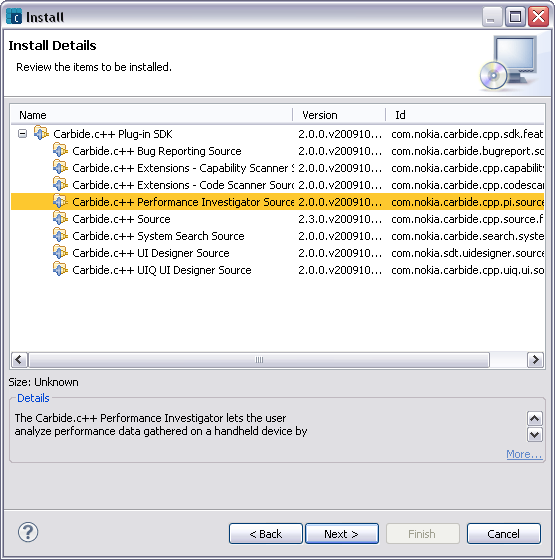 Install
Install Details
Review the items to be installed.
Name Version Id
Carbide.c++ Plug-in SDK 2.0.0.v200910... com.nokia.carbide.cpp.sdk.feat
Carbide.c++ Bug Reporting Source 2.0.0.v200910... com.nokia.carbide.bugreport.sc
Carbide.c++ Extensions - Capability Scanner S 2.0.0.v200910... com.nokia.carbide.cpp.capabilit
Carbide.c++ Extensions - Code Scanner Sourc 2.0.0.v200910... com.nokia.carbide.cpp.codescan
Carbide.c++ Performance Investigator Source 2.0.0.v200910... com.nokia.carbide.cpp.pi.source
Carbide.c++ Source 2.3.0.v200910... com.nokia.carbide.cpp.source.f
Carbide.c++ System Search Source 2.0.0.v200910... com.nokia.carbide.search.syste
Carbide.c++ UI Designer Source 2.0.0.v200910... com.nokia.sdt.uidesigner.source
Carbide.c++ UIQ UI Designer Source 2.0.0.v200910... com.nokia.carbide.cpp.uiq.ui.so
Size: Unknown
Details
The Carbide.c++ Performance Investigator lets the user
analyze performance data gathered on a handheld device by
More...
? < Back Next > Finish Cancel